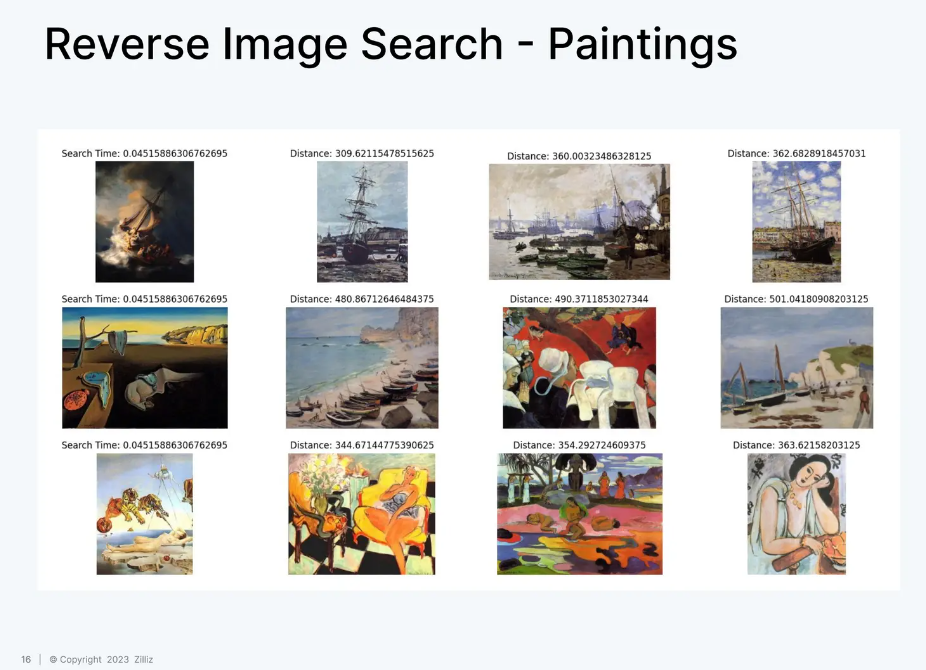 Reverse Image Search - Paintings
Search Time: 0.04515886306762695
Distance: 309.62115478515625
Distance: 360.00323486328125
Distance: 362.6828918457031
Search Time: 0.04515886306762695
Distance: 480.86712646484375
Distance: 490.3711853027344
Distance: 501.04180908203125
Search Time: 0.04515886306762695
Distance: 344.67144775390625
Distance: 354.292724609375
Distance: 363.62158203125
16 | © Copyright 2023 Zilliz